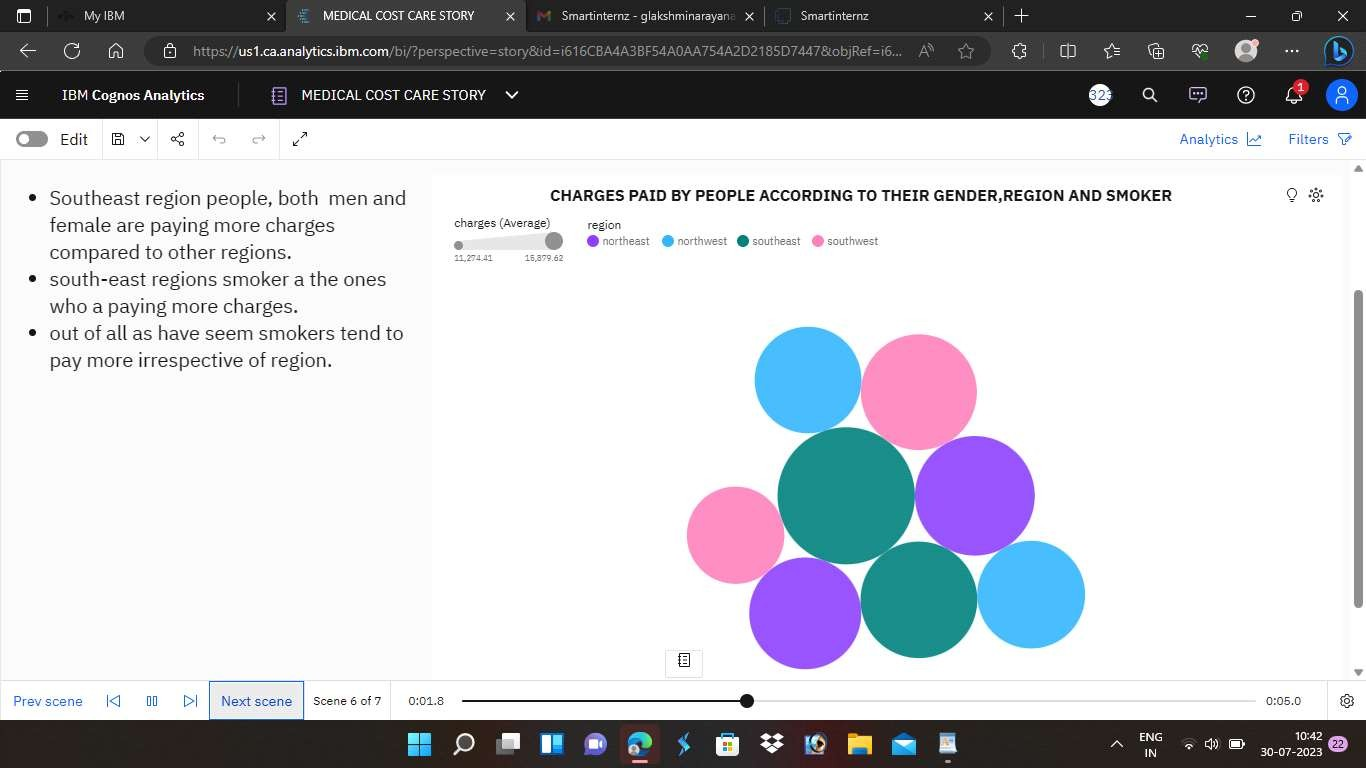 My IBM
MEDICAL COST CARE STORY
Smartinternz - glakshminarayana
Smartinternz
https://us1.ca.analytics.ibm.com/bi/?perspective=story&id=i616CBA4A3BF54A0AA754A2D2185D7447&objRef=i6...
IBM Cognos Analytics
MEDICAL COST CARE STORY
323
1
Edit
Analytics
Filters
• Southeast region people, both men and
female are paying more charges
compared to other regions.
• south-east regions smoker a the ones
who a paying more charges.
• out of all as have seem smokers tend to
pay more irrespective of region.
CHARGES PAID BY PEOPLE ACCORDING TO THEIR GENDER,REGION AND SMOKER
charges (Average)
11,274.41 15,879.62
region
northeast northwest southeast southwest
Prev scene
Next scene
Scene 6 of 7
0:01.8
0:05.0
ENG
IN
10:42
30-07-2023
22